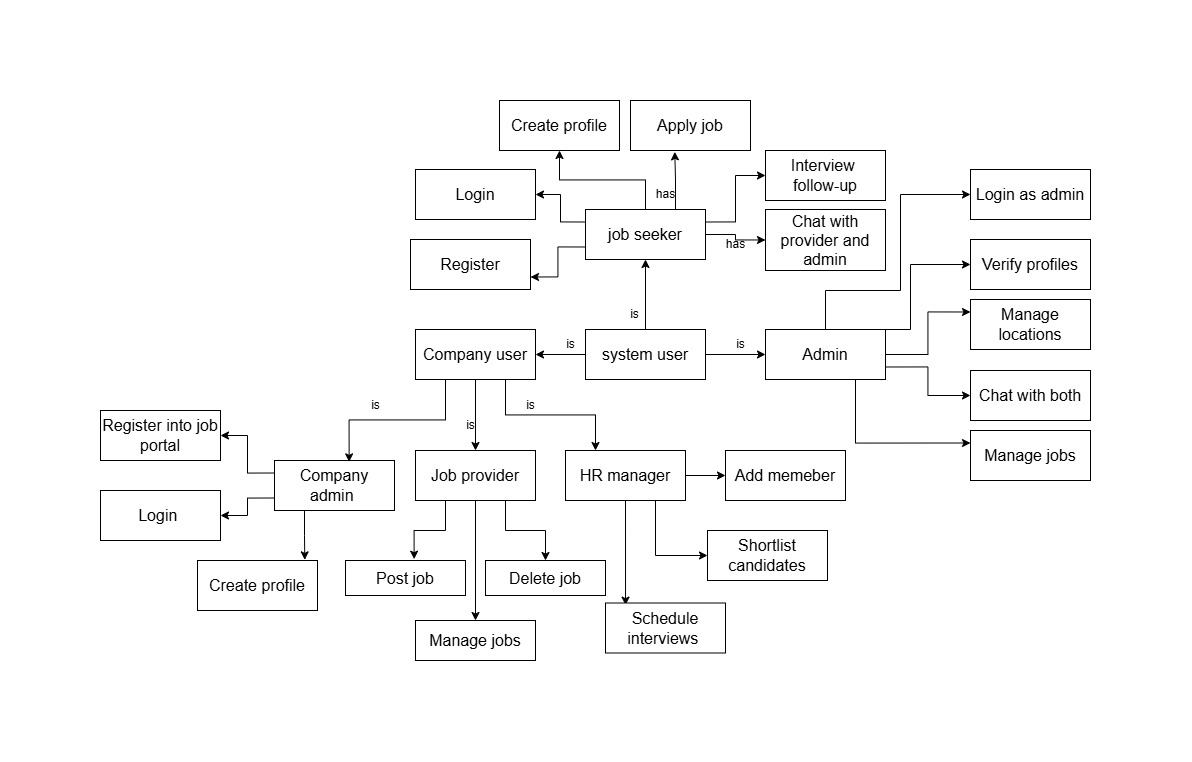 Create profile
Apply job
Interview
follow-up
Login
Login as admin
has
Chat with
provider and
admin
job seeker
has
Register
Verify profiles
Manage
locations
is
Company user
is
system user
is
Admin
Chat with both
is
is
is
Register into job
portal
Manage jobs
Company
admin
Job provider
HR manager
Add memeber
Login
Shortlist
candidates
Create profile
Post job
Delete job
Schedule
interviews
Manage jobs